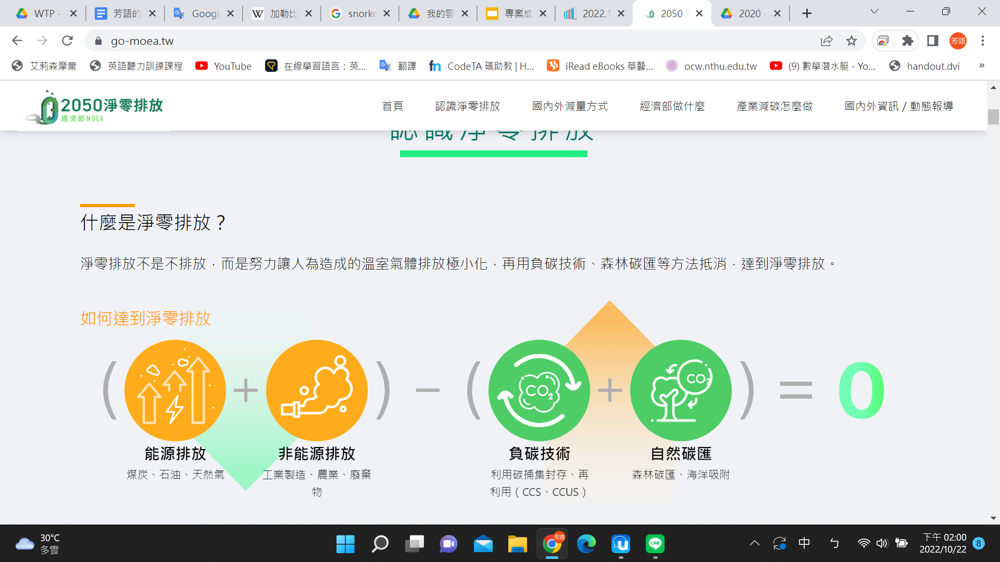 WTP -
芳語的
Googl
加勒比
snorke
我的雲
專案成
2022.1
2050 淨
2020 -
go-moea.tw
芳語
艾莉森摩爾
英語聽力訓練課程
YouTube
在線學習語言：英...
翻譯
CodeTA 碼助教 | H...
iRead eBooks 華藝...
ocw.nthu.edu.tw
(9) 數學潛水艇 - Yo...
handout.dvi
»
2050淨零排放
經濟部MOEA
首頁
認識淨零排放
國內外減量方式
經濟部做什麼
產業減碳怎麼做
國內外資訊 / 動態報導
認識淨零排放
什麼是淨零排放？
淨零排放不是不排放，而是努力讓人為造成的溫室氣體排放極小化，再用負碳技術、森林碳匯等方法抵消，達到淨零排放。
如何達到淨零排放
( + ) − ( CO2 + CO2 ) = 0
能源排放
煤炭、石油、天然氣
非能源排放
工業製造、農業、廢棄
物
負碳技術
利用碳捕集封存、再
利用（CCS、CCUS）
自然碳匯
森林碳匯、海洋吸附
30°C
多雲
芳語
LINE
中
ㄣ
下午 02:00
2022/10/22
8